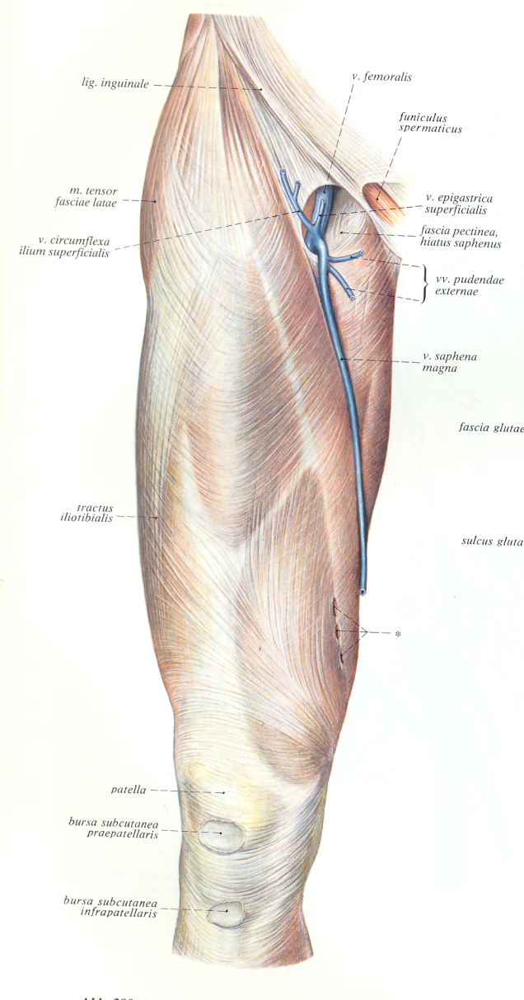 lig. inguinale
v. femoralis
funiculus
spermaticus
m. tensor
fasciae latae
v. epigastrica
superficialis
v. circumflexa
ilium superficialis
fascia pectinea,
hiatus saphenus
vv. pudendae
externae
v. saphena
magna
fascia glutae
tractus
iliotibialis
sulcus gluta
*
patella
bursa subcutanea
praepatellaris
bursa subcutanea
infrapatellaris